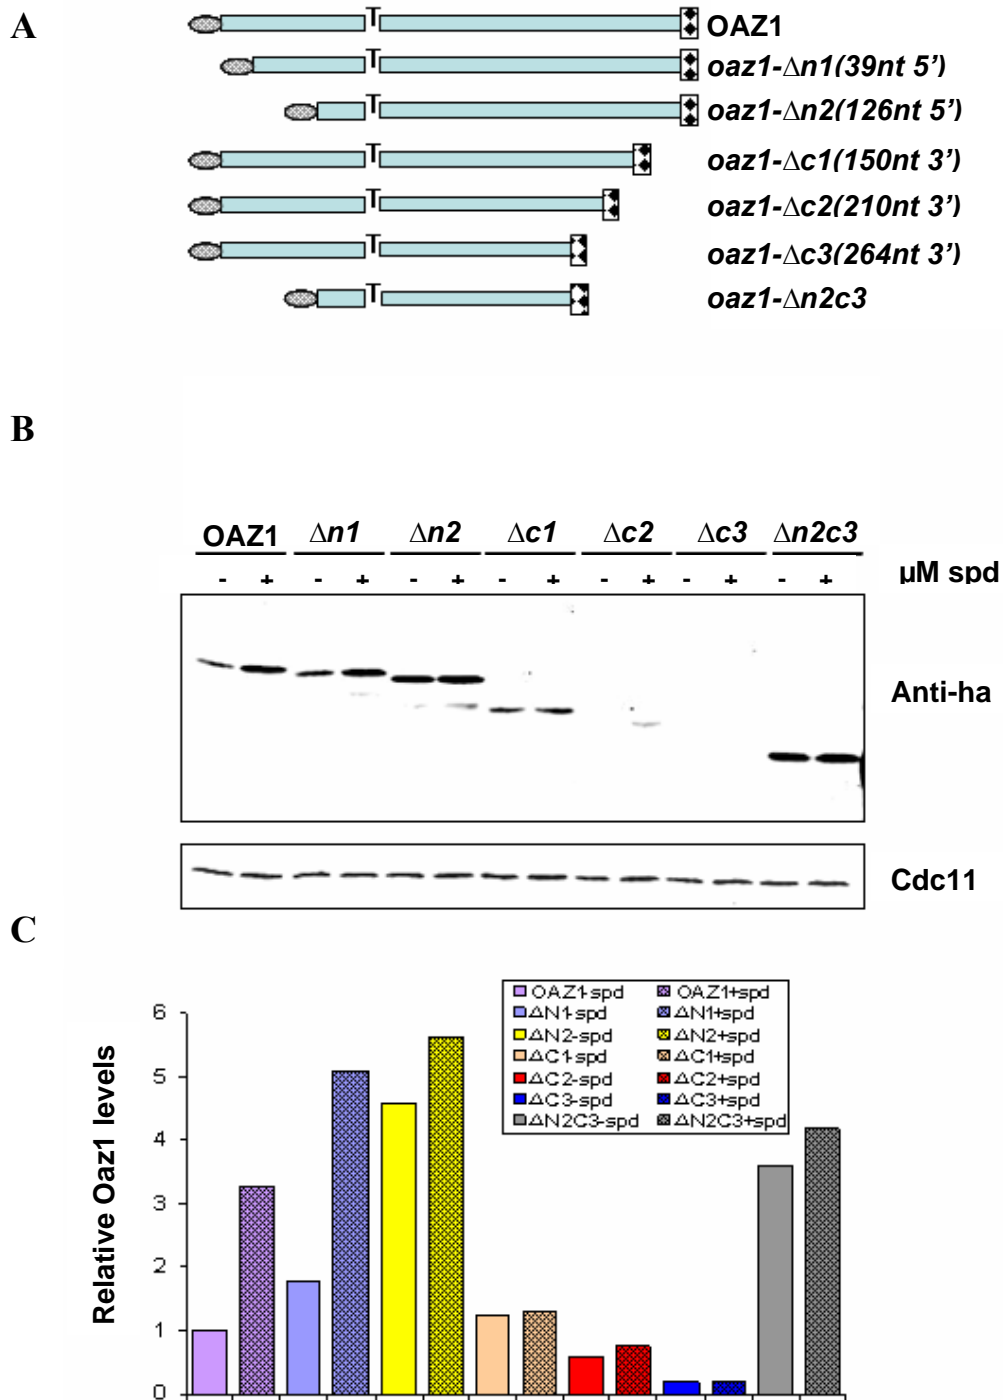 A
T OAZ1
T oaz1-Δn1(39nt 5')
T oaz1-Δn2(126nt 5')
T oaz1-Δc1(150nt 3')
T oaz1-Δc2(210nt 3')
T oaz1-Δc3(264nt 3')
T oaz1-Δn2c3
B
OAZ1 Δn1 Δn2 Δc1 Δc2 Δc3 Δn2c3
- + - + - + - + - + - + - + µM spd
Anti-ha
Cdc11
C
OAZ1-spd OAZ1+spd
ΔN1-spd ΔN1+spd
ΔN2-spd ΔN2+spd
ΔC1-spd ΔC1+spd
ΔC2-spd ΔC2+spd
ΔC3-spd ΔC3+spd
ΔN2C3-spd ΔN2C3+spd
Relative Oaz1 levels
6
5
4
3
2
1
0